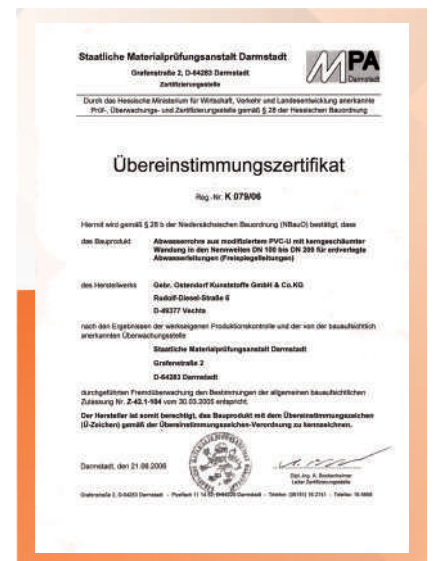 Staatliche Materialprüfungsanstalt Darmstadt
Grafenstraße 2, D-64283 Darmstadt
Zertifizierungsstelle
MPA
Darmstadt
Durch das Hessische Ministerium für Wirtschaft, Verkehr und Landesentwicklung anerkannte
Prüf-, Überwachungs- und Zertifizierungsstelle gemäß § 28 der Hessischen Bauordnung
Übereinstimmungszertifikat
Reg.-Nr. K 079/06
Hiermit wird gemäß § 28 b der Niedersächsischen Bauordnung (NBauO) bestätigt, dass
das Bauprodukt Abwasserrohre aus modifiziertem PVC-U mit kerngeschäumter
Wandung in den Nennweiten DN 100 bis DN 200 für erdverlegte
Abwasserleitungen (Freispiegelleitungen)
des Herstellwerks Gebr. Ostendorf Kunststoffe GmbH & Co.KG
Rudolf-Diesel-Straße 6
D-49377 Vechta
nach den Ergebnissen der werkseigenen Produktionskontrolle und der von der bauaufsichtlich
anerkannten Überwachungsstelle
Staatliche Materialprüfungsanstalt Darmstadt
Grafenstraße 2
D-64283 Darmstadt
durchgeführten Fremdüberwachung den Bestimmungen der allgemeinen bauaufsichtlichen
Zulassung Nr. Z-42.1-104 vom 30.03.2005 entspricht.
Der Hersteller ist somit berechtigt, das Bauprodukt mit dem Übereinstimmungszeichen
(Ü-Zeichen) gemäß der Übereinstimmungszeichen-Verordnung zu kennzeichnen.
Darmstadt, den 21.08.2006
Leiter Zertifizierungsstelle
Grafenstraße 2, D-64283 Darmstadt - Postfach